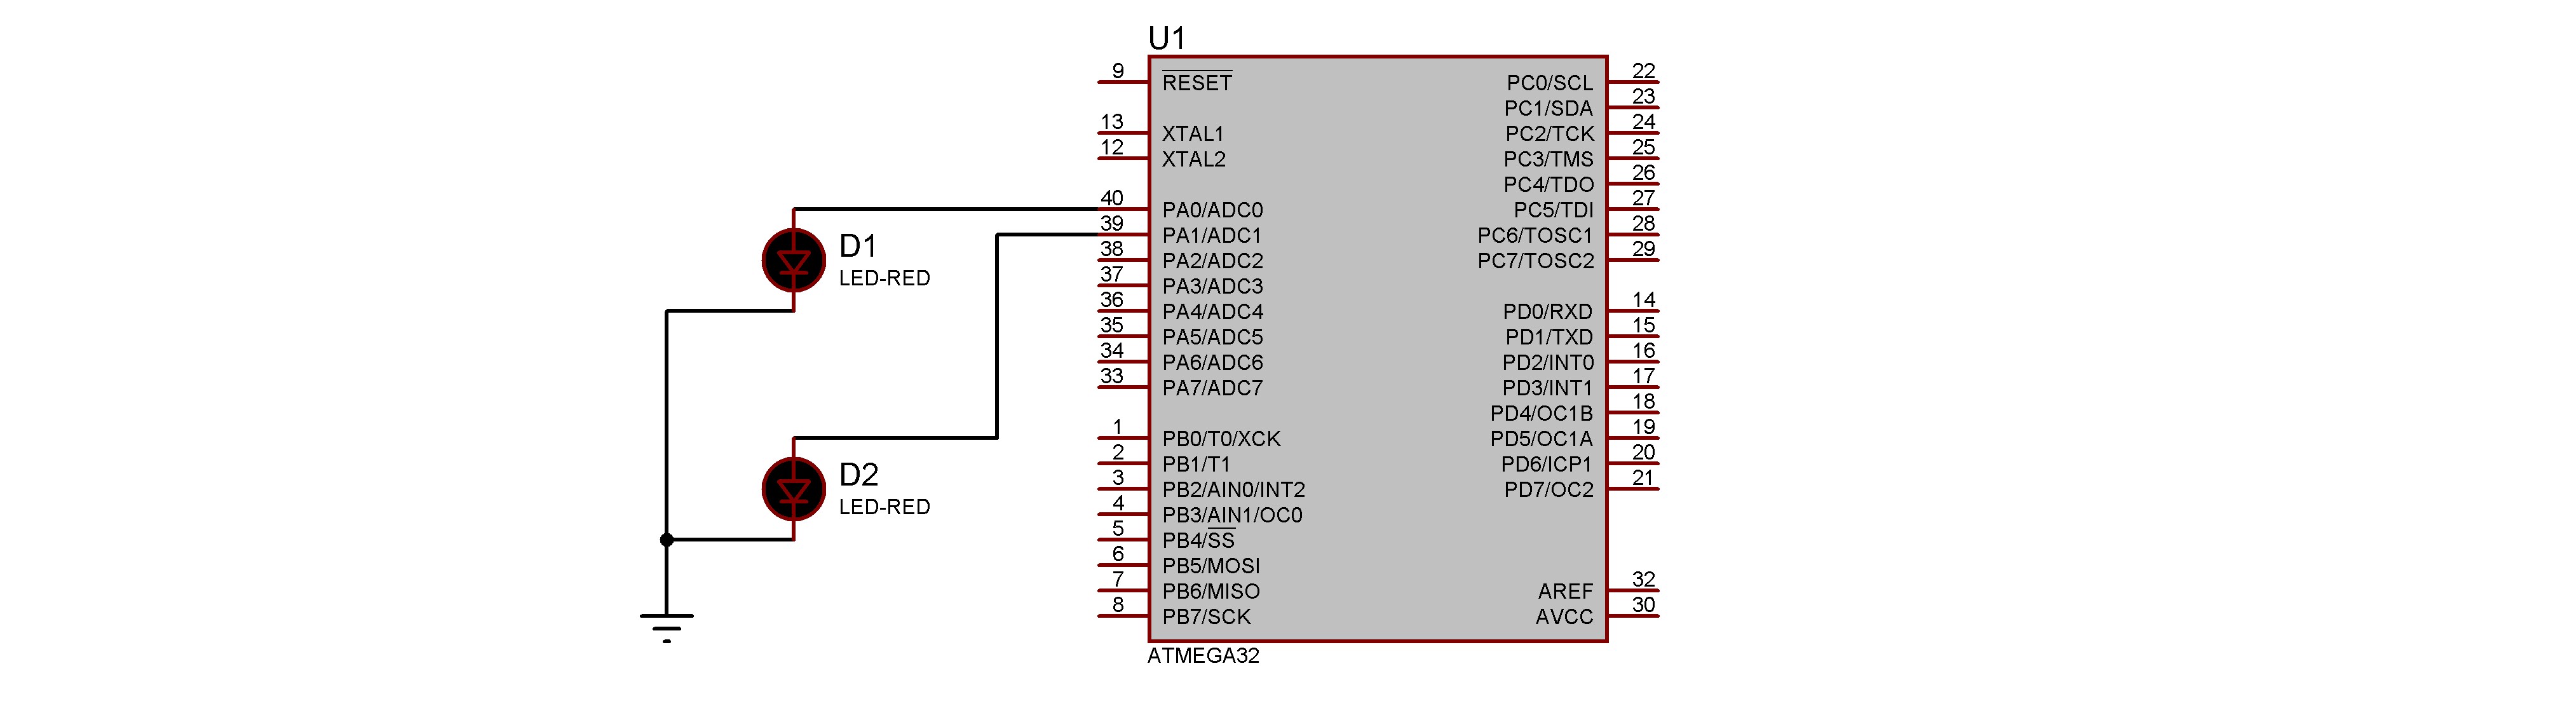 U1
9 RESET
13 XTAL1
12 XTAL2
40 PA0/ADC0
39 PA1/ADC1
38 PA2/ADC2
37 PA3/ADC3
36 PA4/ADC4
35 PA5/ADC5
34 PA6/ADC6
33 PA7/ADC7
1 PB0/T0/XCK
2 PB1/T1
3 PB2/AIN0/INT2
4 PB3/AIN1/OC0
5 PB4/SS
6 PB5/MOSI
7 PB6/MISO
8 PB7/SCK
PC0/SCL 22
PC1/SDA 23
PC2/TCK 24
PC3/TMS 25
PC4/TDO 26
PC5/TDI 27
PC6/TOSC1 28
PC7/TOSC2 29
PD0/RXD 14
PD1/TXD 15
PD2/INT0 16
PD3/INT1 17
PD4/OC1B 18
PD5/OC1A 19
PD6/ICP1 20
PD7/OC2 21
AREF 32
AVCC 30
ATMEGA32
D1
LED-RED
D2
LED-RED